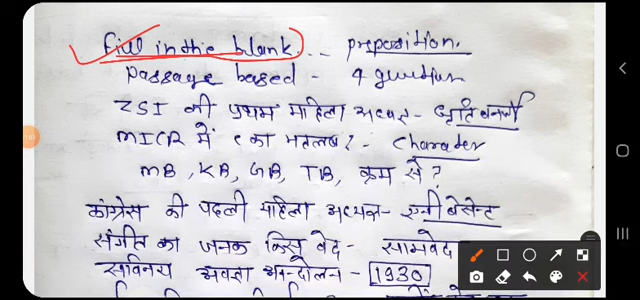 Fill in the blank. - preposition.
Passage based - 9 question
ZSI की प्रथम महिला अध्यक्ष - धृति बनर्जी
MICR में C का मतलब? - Character
MB, KB, GB, TB, क्रम से?
कांग्रेस की पहली महिला अध्यक्ष - एनी बेसेन्ट
संगीत का जनक किस वेद - सामवेद
सविनय अवज्ञा आन्दोलन - 1930